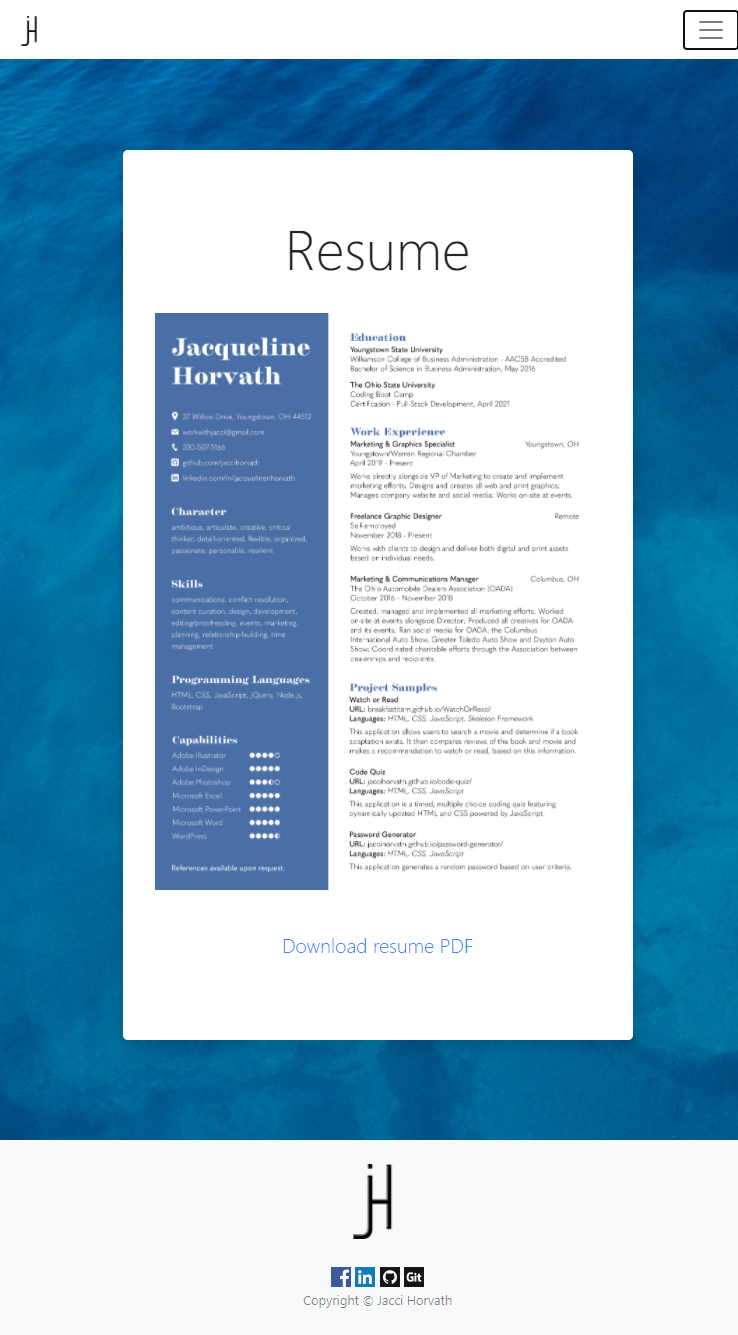 jH
Resume
Jacqueline
Horvath
37 Willow Drive, Youngstown, OH 44512
workwithjacci@gmail.com
330-507-5166
github.com/jaccihorvath
linkedin.com/in/jacquelinenhorvath
Character
ambitious, articulate, creative, critical
thinker, detail-oriented, flexible, organized,
passionate, personable, resilient
Skills
communications, conflict resolution,
content curation, design, development,
editing/proofreading, events, marketing,
planning, relationship-building, time
management
Programming Languages
HTML, CSS, JavaScript, jQuery, Node.js,
Bootstrap
Capabilities
Adobe Illustrator
Adobe InDesign
Adobe Photoshop
Microsoft Excel
Microsoft PowerPoint
Microsoft Word
WordPress
References available upon request.
Education
Youngstown State University
Williamson College of Business Administration - AACSB Accredited
Bachelor of Science in Business Administration, May 2016
The Ohio State University
Coding Boot Camp
Certification - Full-Stack Development, April 2021
Work Experience
Marketing & Graphics Specialist Youngstown, OH
Youngstown/Warren Regional Chamber
April 2019 - Present
Works directly alongside VP of Marketing to create and implement
marketing efforts; Designs and creates all web and print graphics;
Manages company website and social media; Works on-site at events.
Freelance Graphic Designer Remote
Self-employed
November 2018 - Present
Works with clients to design and deliver both digital and print assets
based on individual needs.
Marketing & Communications Manager Columbus, OH
The Ohio Automobile Dealers Association (OADA)
October 2016 - November 2018
Created, managed and implemented all marketing efforts; Worked
on-site at events alongside Director; Produced all creatives for OADA
and its events; Ran social media for OADA, the Columbus
International Auto Show, Greater Toledo Auto Show and Dayton Auto
Show; Coordinated charitable efforts through the Association between
dealerships and recipients.
Project Samples
Watch or Read
URL: breakfastitem.github.io/WatchOrRead/
Languages: HTML, CSS, JavaScript, Skeleton Framework
This application allows users to search a movie and determine if a book
adaptation exists. It then compares reviews of the book and movie and
makes a recommendation to watch or read, based on this information.
Code Quiz
URL: jaccihorvath.github.io/code-quiz/
Languages: HTML, CSS, JavaScript
This application is a timed, multiple choice coding quiz featuring
dynamically updated HTML and CSS powered by JavaScript.
Password Generator
URL: jaccihorvath.github.io/password-generator/
Languages: HTML, CSS, JavaScript
This application generates a random password based on user criteria.
Download resume PDF
jH
f in Git
Copyright © Jacci Horvath